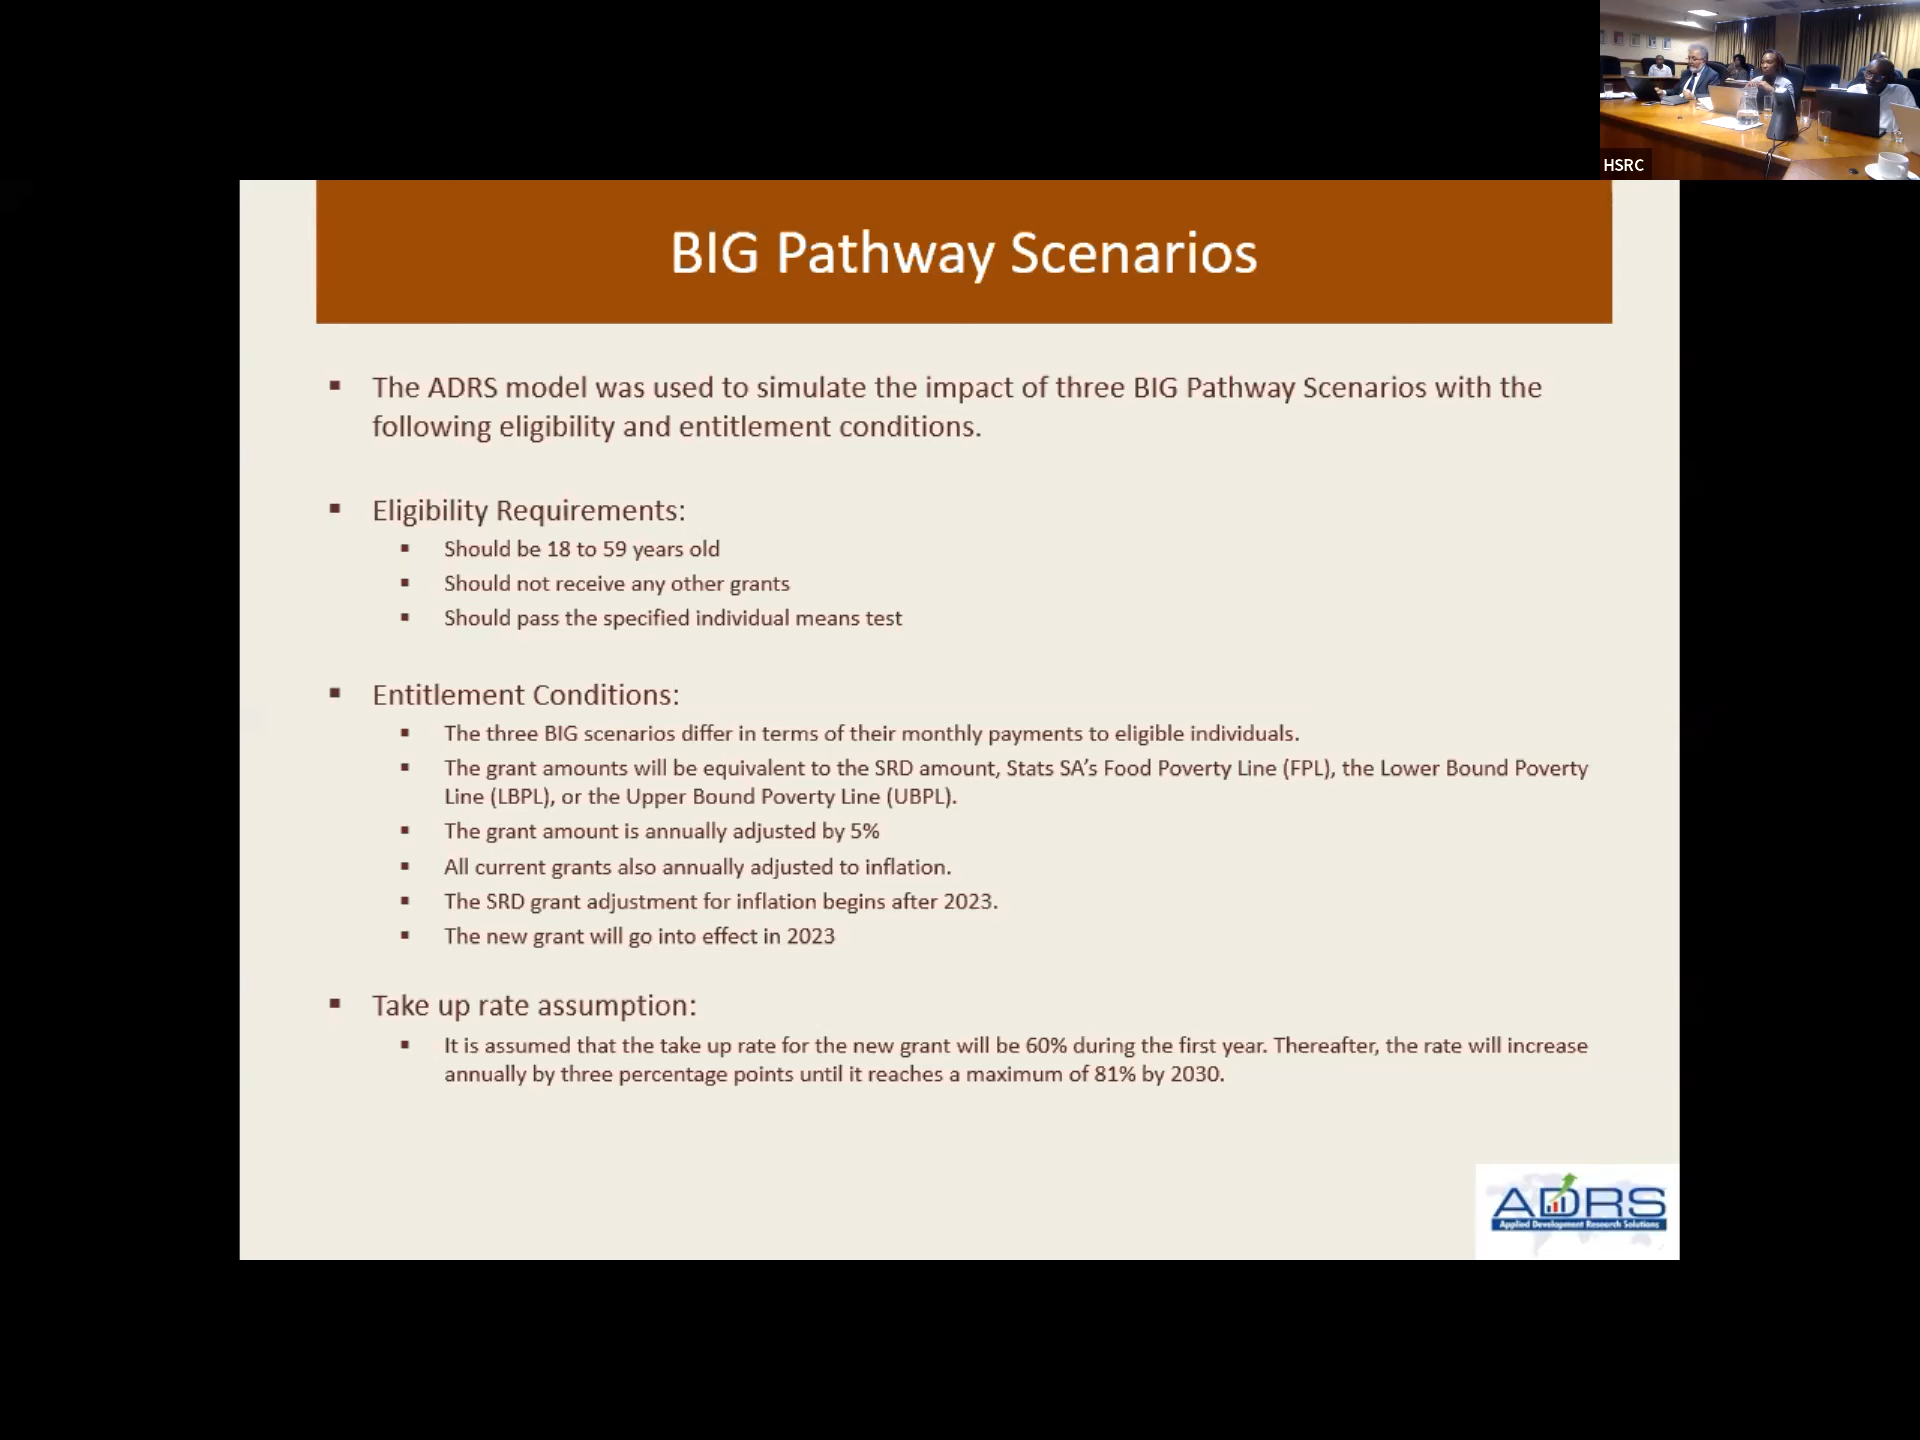 HSRC
BIG Pathway Scenarios
▪ The ADRS model was used to simulate the impact of three BIG Pathway Scenarios with the
following eligibility and entitlement conditions.
▪ Eligibility Requirements:
▪ Should be 18 to 59 years old
▪ Should not receive any other grants
▪ Should pass the specified individual means test
▪ Entitlement Conditions:
▪ The three BIG scenarios differ in terms of their monthly payments to eligible individuals.
▪ The grant amounts will be equivalent to the SRD amount, Stats SA’s Food Poverty Line (FPL), the Lower Bound Poverty
Line (LBPL), or the Upper Bound Poverty Line (UBPL).
▪ The grant amount is annually adjusted by 5%
▪ All current grants also annually adjusted to inflation.
▪ The SRD grant adjustment for inflation begins after 2023.
▪ The new grant will go into effect in 2023
▪ Take up rate assumption:
▪ It is assumed that the take up rate for the new grant will be 60% during the first year. Thereafter, the rate will increase
annually by three percentage points until it reaches a maximum of 81% by 2030.
ADRS
Applied Development Research Solutions